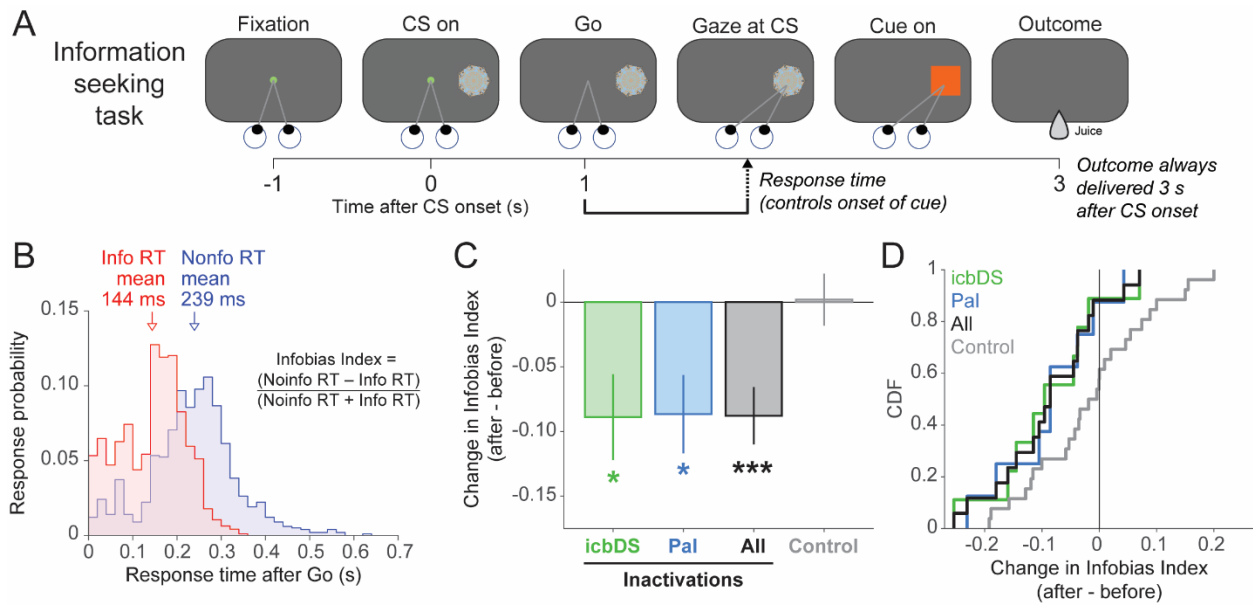 A
Information
seeking
task
Fixation
CS on
Go
Gaze at CS
Cue on
Outcome
Juice
-1
0
1
3
Time after CS onset (s)
Response time
(controls onset of cue)
Outcome always
delivered 3 s
after CS onset
B
Info RT
mean
144 ms
Nonfo RT
mean
239 ms
Infobias Index =
(Noinfo RT – Info RT)
(Noinfo RT + Info RT)
Response probability
0.15
0.10
0.05
0
0
0.1
0.2
0.3
0.4
0.5
0.6
0.7
Response time after Go (s)
C
Change in Infobias Index
(after - before)
0
-0.05
-0.10
-0.15
*
*
***
icbDS
Pal
All
Control
Inactivations
D
icbDS
Pal
All
Control
CDF
1
0.8
0.6
0.4
0.2
0
-0.2
-0.1
0
0.1
0.2
Change in Infobias Index
(after - before)